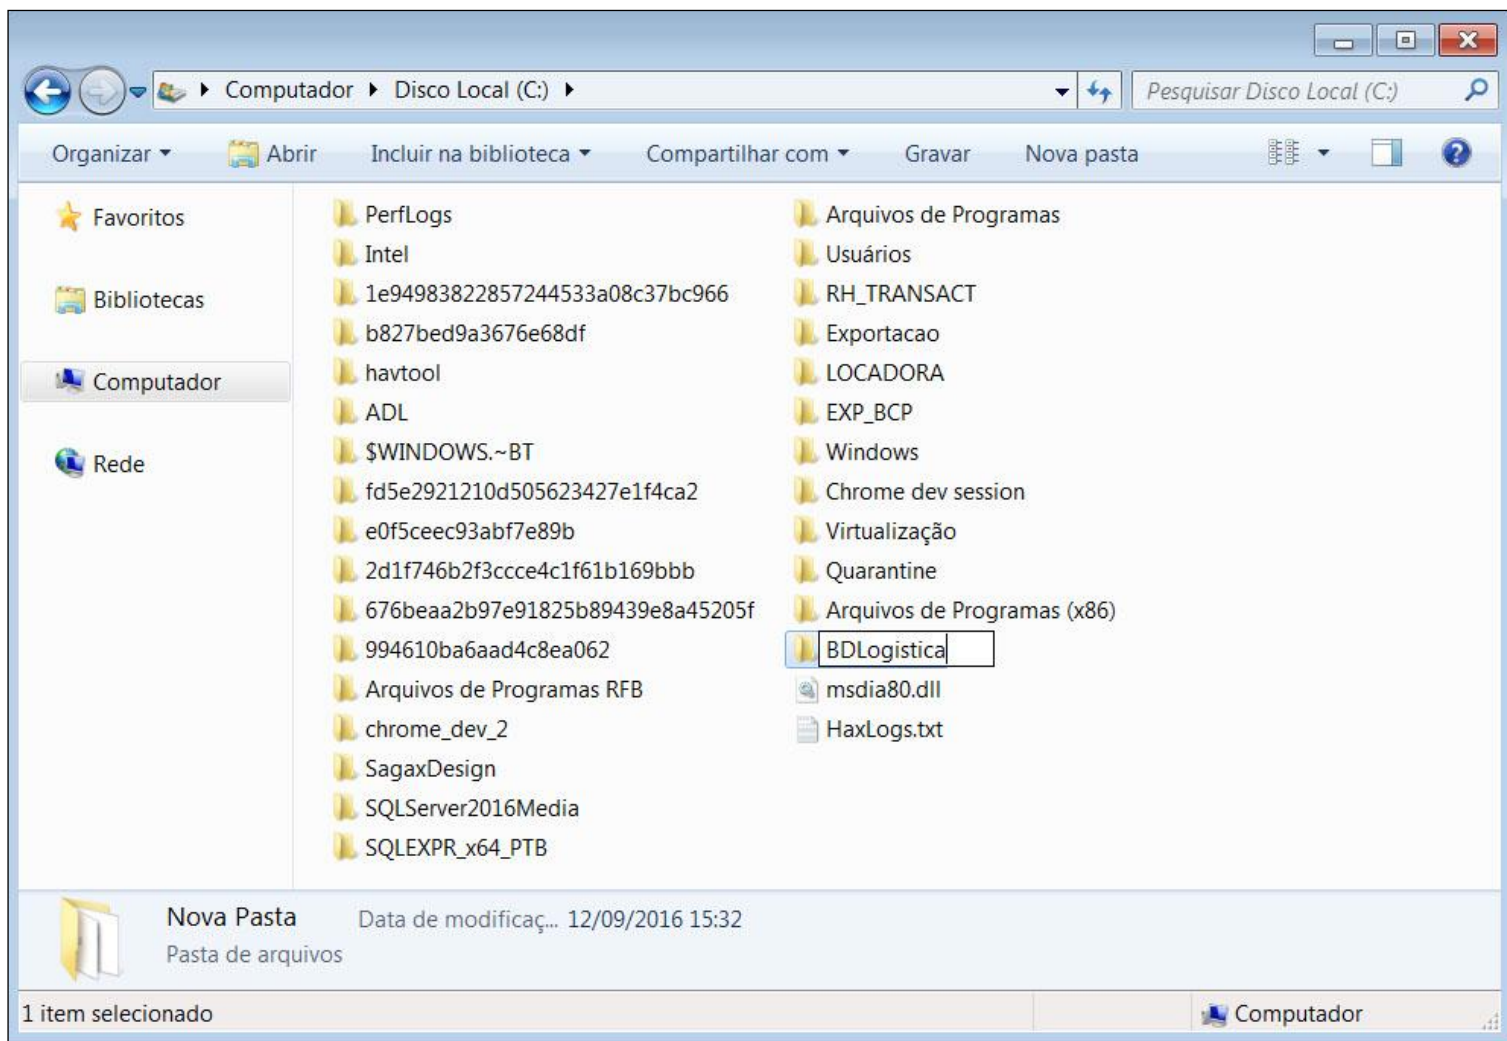 Computador Disco Local (C:)
Pesquisar Disco Local (C:)
Organizar Abrir Incluir na biblioteca Compartilhar com Gravar Nova pasta
Favoritos
Bibliotecas
Computador
Rede
PerfLogs
Intel
1e94983822857244533a08c37bc966
b827bed9a3676e68df
havtool
ADL
$WINDOWS.~BT
fd5e2921210d505623427e1f4ca2
e0f5ceec93abf7e89b
2d1f746b2f3ccce4c1f61b169bbb
676beaa2b97e91825b89439e8a45205f
994610ba6aad4c8ea062
Arquivos de Programas RFB
chrome_dev_2
SagaxDesign
SQLServer2016Media
SQLEXPR_x64_PTB
Arquivos de Programas
Usuários
RH_TRANSACT
Exportacao
LOCADORA
EXP_BCP
Windows
Chrome dev session
Virtualização
Quarantine
Arquivos de Programas (x86)
BDLogistica
msdia80.dll
HaxLogs.txt
Nova Pasta Data de modificaç... 12/09/2016 15:32
Pasta de arquivos
1 item selecionado Computador